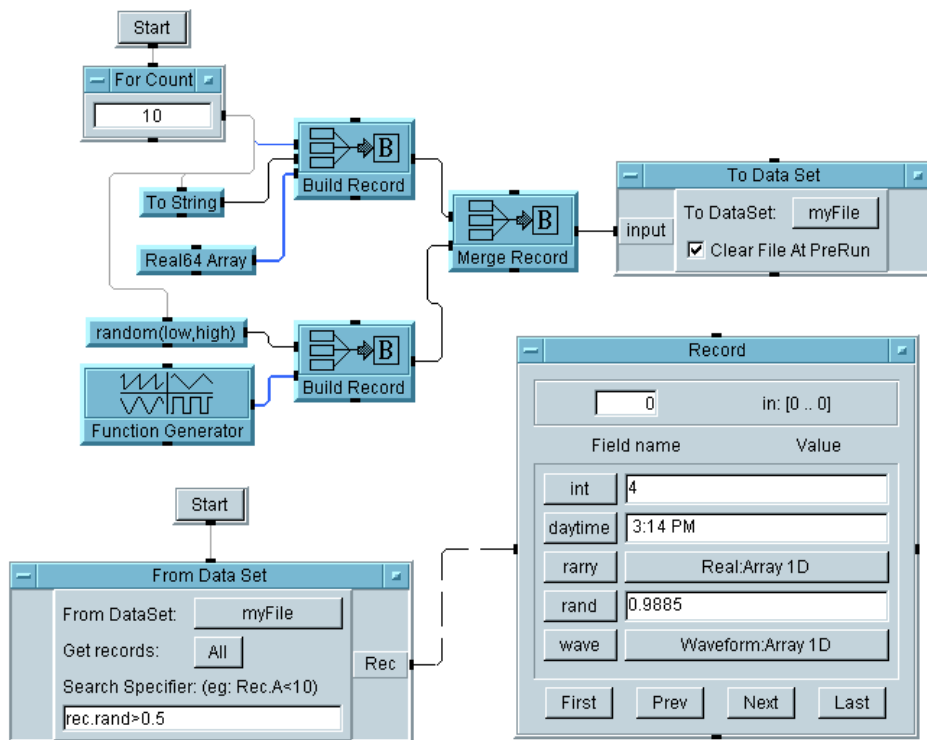 Start
For Count
10
B
Build Record
To String
Real64 Array
B
Merge Record
To Data Set
input
To DataSet:
myFile
Clear File At PreRun
random(low,high)
B
Build Record
Function Generator
Record
0
in: [0 .. 0]
Field name
Value
int
4
daytime
3:14 PM
rarry
Real:Array 1D
rand
0.9885
wave
Waveform:Array 1D
First
Prev
Next
Last
Start
From Data Set
From DataSet:
myFile
Get records:
All
Rec
Search Specifier: (eg: Rec.A<10)
rec.rand>0.5